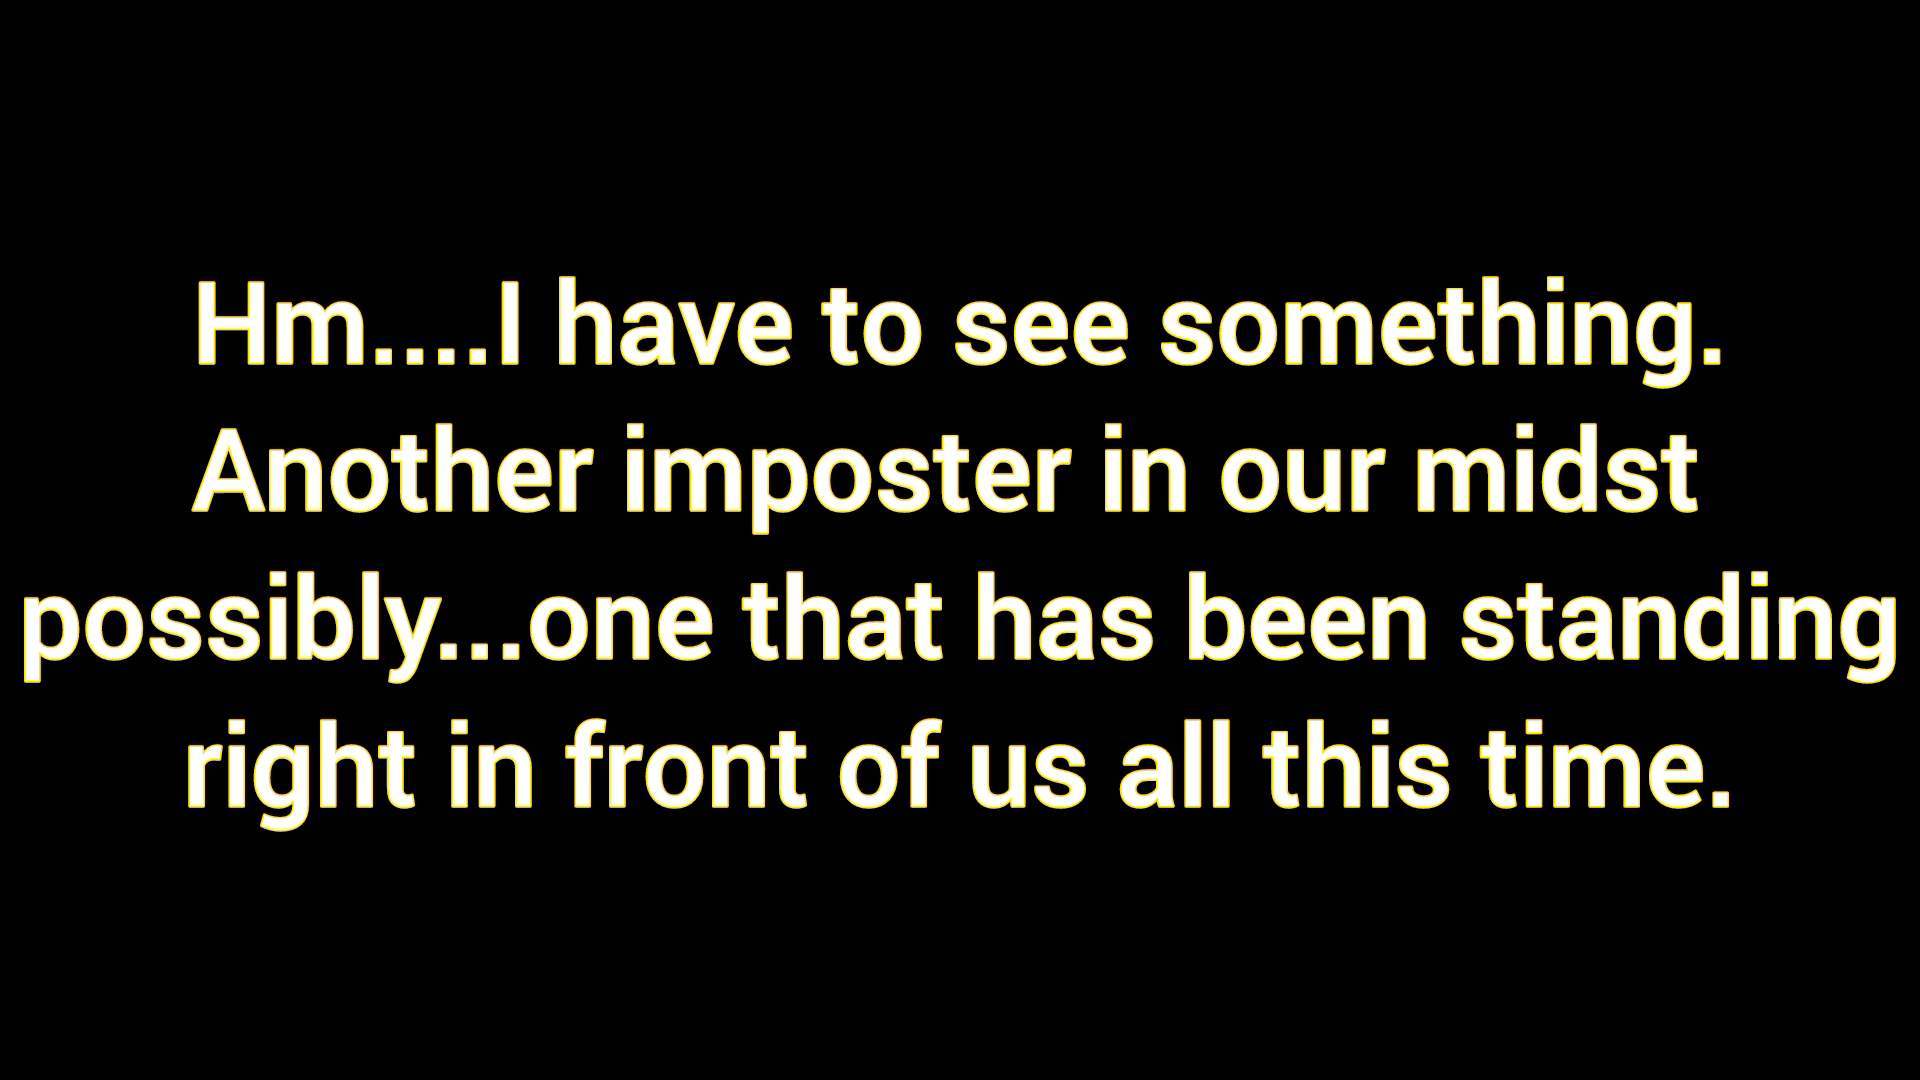 Hm....I have to see something.
Another imposter in our midst
possibly...one that has been standing
right in front of us all this time.